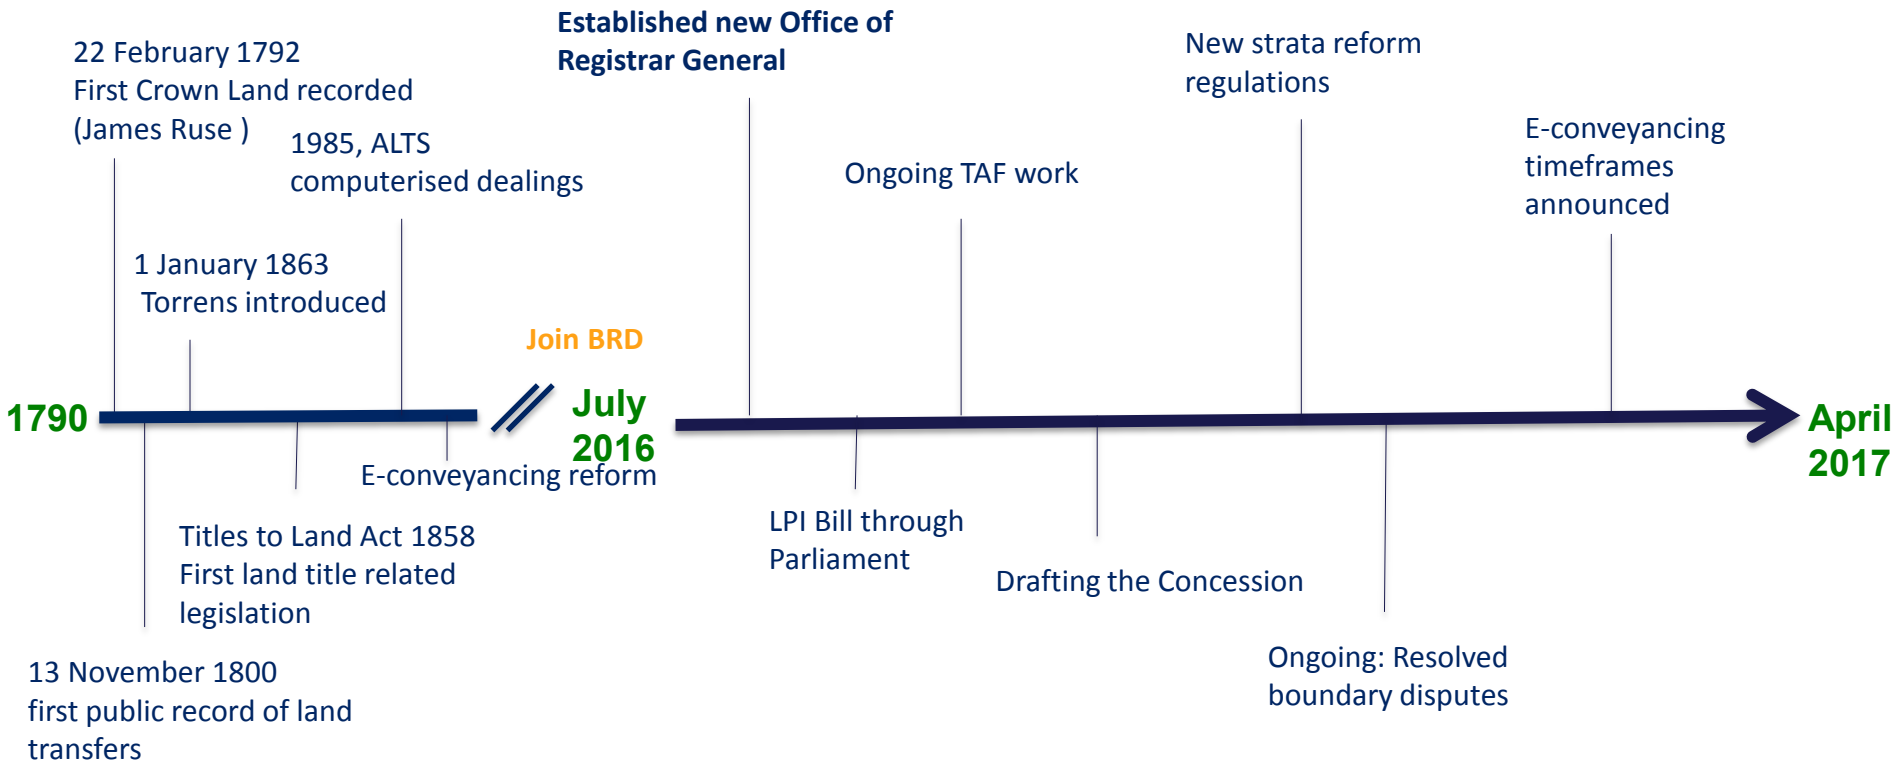 Established new Office of
Registrar General
22 February 1792
First Crown Land recorded
(James Ruse )
New strata reform
regulations
1985, ALTS
computerised dealings
Ongoing TAF work
E-conveyancing
timeframes
announced
1 January 1863
Torrens introduced
Join BRD
1790
July
2016
April
2017
E-conveyancing reform
Titles to Land Act 1858
First land title related
legislation
LPI Bill through
Parliament
Drafting the Concession
13 November 1800
first public record of land
transfers
Ongoing: Resolved
boundary disputes